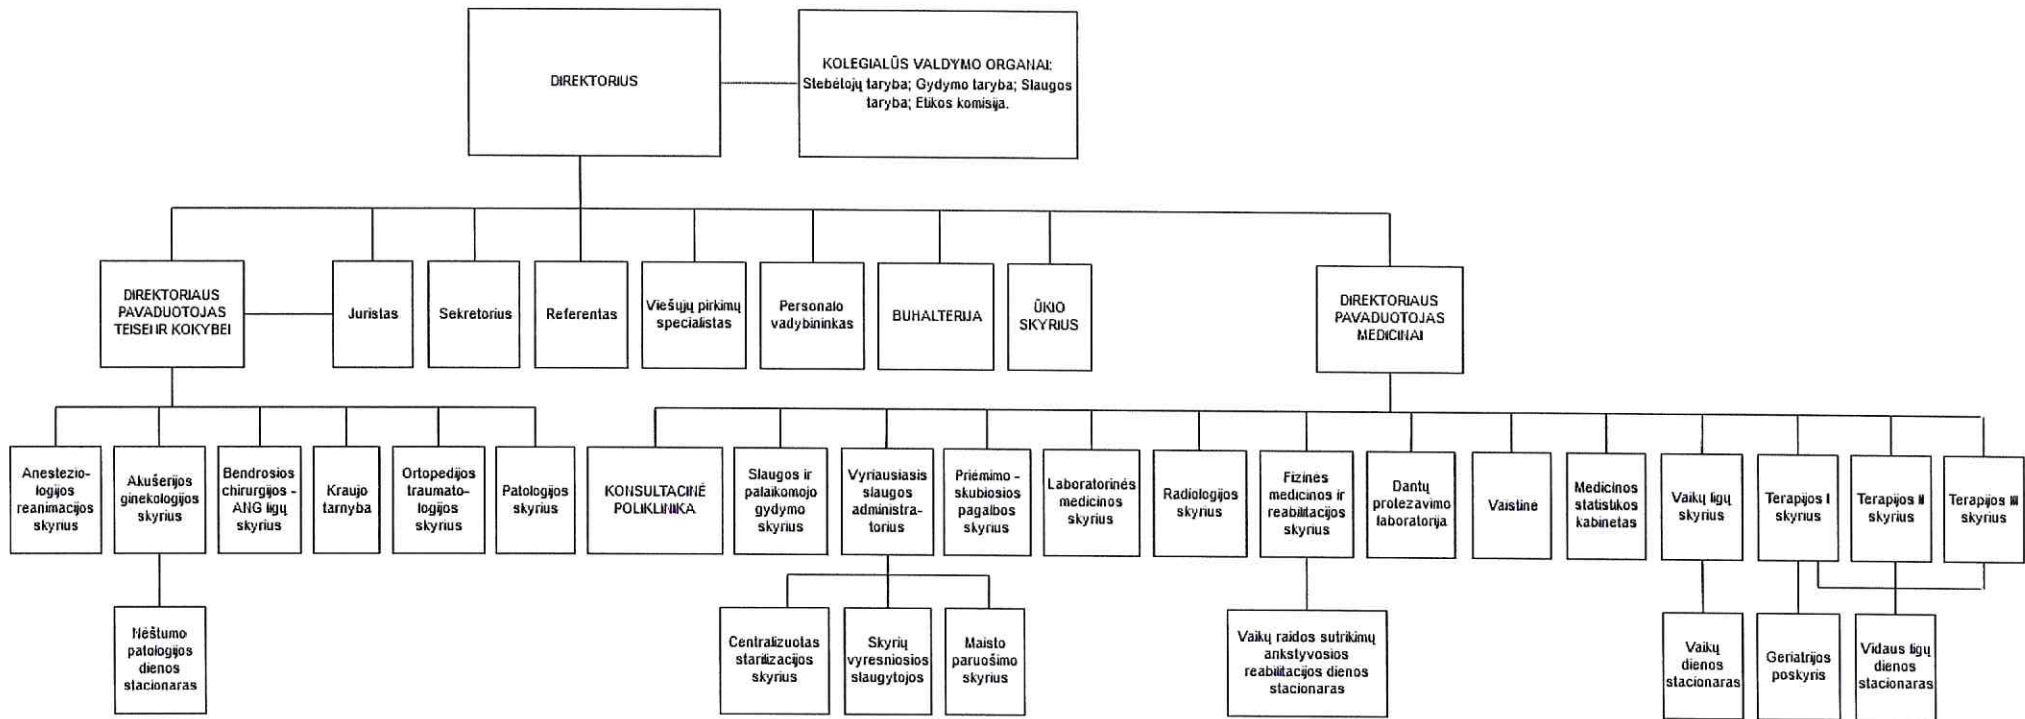 DIREKTORIUS
KOLEGIALŪS VALDYMO ORGANAI:
Stebėtojų taryba; Gydymo taryba; Slaugos
taryba; Etikos komisija.
DIREKTORIAUS
PAVADUOTOJAS
TEISEI IR KOKYBEI
Juristas
Sekretorius
Referentas
Viešųjų pirkimų
specialistas
Personalo
vadybininkas
BUHALTERIJA
ŪKIO
SKYRIUS
DIREKTORIAUS
PAVADUOTOJAS
MEDICINAI
Anestezio-
logijos
reanimacijos
skyrius
Akušerijos
ginekologijos
skyrius
Bendrosios
chirurgijos -
ANG ligų
skyrius
Kraujo
tarnyba
Ortopedijos
traumato-
logijos
skyrius
Patologijos
skyrius
KONSULTACINĖ
POLIKLINIKA
Slaugos ir
palaikomojo
gydymo
skyrius
Vyriausiasis
slaugos
administra-
torius
Priėmimo -
skubiosios
pagalbos
skyrius
Laboratorinės
medicinos
skyrius
Radiologijos
skyrius
Fizinės
medicinos ir
reabilitacijos
skyrius
Dantų
protezavimo
laboratorija
Vaistinė
Medicinos
statistikos
kabinetas
Vaikų ligų
skyrius
Terapijos I
skyrius
Terapijos II
skyrius
Terapijos III
skyrius
Nėštumo
patologijos
dienos
stacionaras
Centralizuotas
starilizacijos
skyrius
Skyrių
vyresniosios
slaugytojos
Maisto
paruošimo
skyrius
Vaikų raidos sutrikimų
ankstyvosios
reabilitacijos dienos
stacionaras
Vaikų
dienos
stacionaras
Geriatrijos
poskyris
Vidaus ligų
dienos
stacionaras